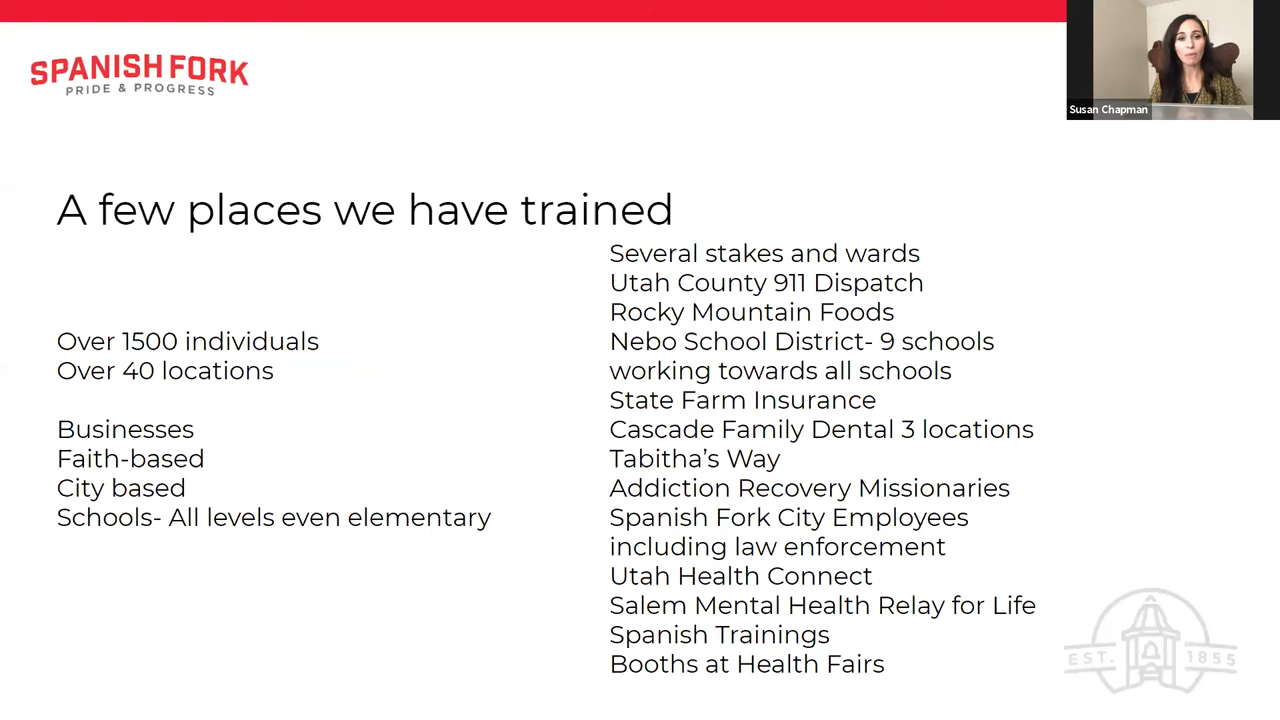 SPANISH FORK
PRIDE & PROGRESS
Susan Chapman
A few places we have trained
Over 1500 individuals
Over 40 locations
Businesses
Faith-based
City based
Schools- All levels even elementary
Several stakes and wards
Utah County 911 Dispatch
Rocky Mountain Foods
Nebo School District- 9 schools
working towards all schools
State Farm Insurance
Cascade Family Dental 3 locations
Tabitha’s Way
Addiction Recovery Missionaries
Spanish Fork City Employees
including law enforcement
Utah Health Connect
Salem Mental Health Relay for Life
Spanish Trainings
Booths at Health Fairs
EST. 1855